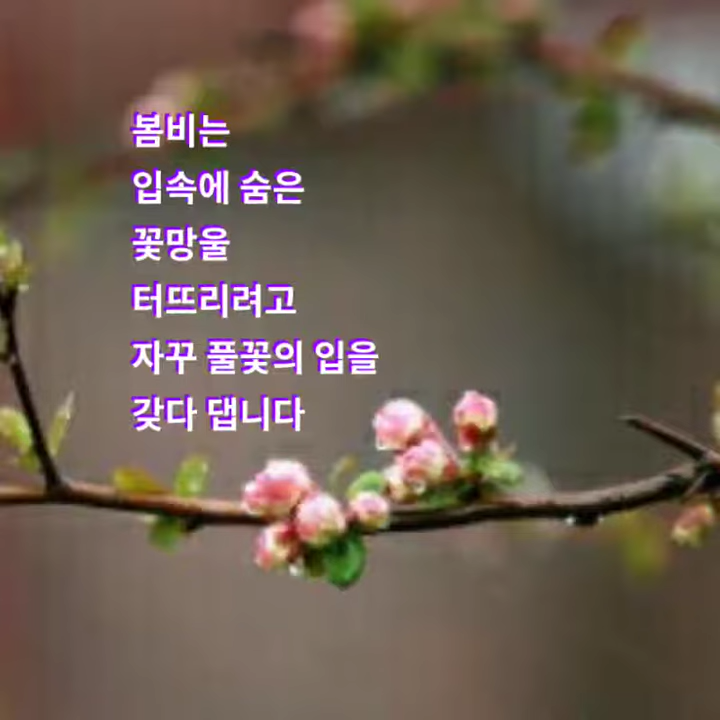 봄비는
입속에 숨은
꽃망울
터뜨리려고
자꾸 풀꽃의 입을
갖다 댑니다